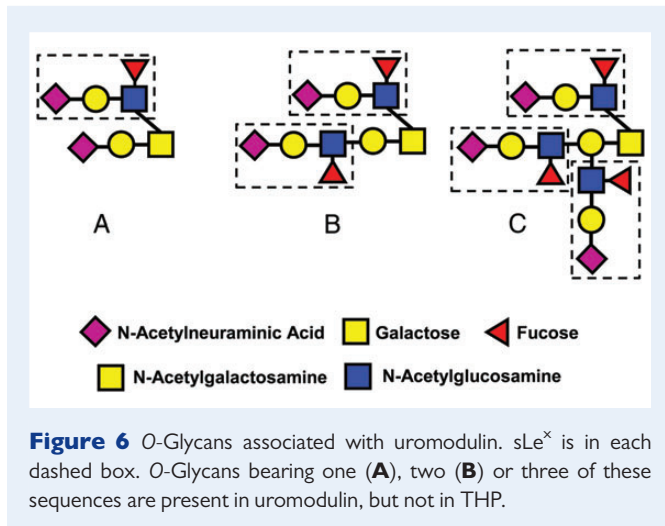 A
B
C
N-Acetylneuraminic Acid
Galactose
Fucose
N-Acetylgalactosamine
N-Acetylglucosamine
Figure 6 O-Glycans associated with uromodulin. sLeˣ is in each
dashed box. O-Glycans bearing one (A), two (B) or three of these
sequences are present in uromodulin, but not in THP.